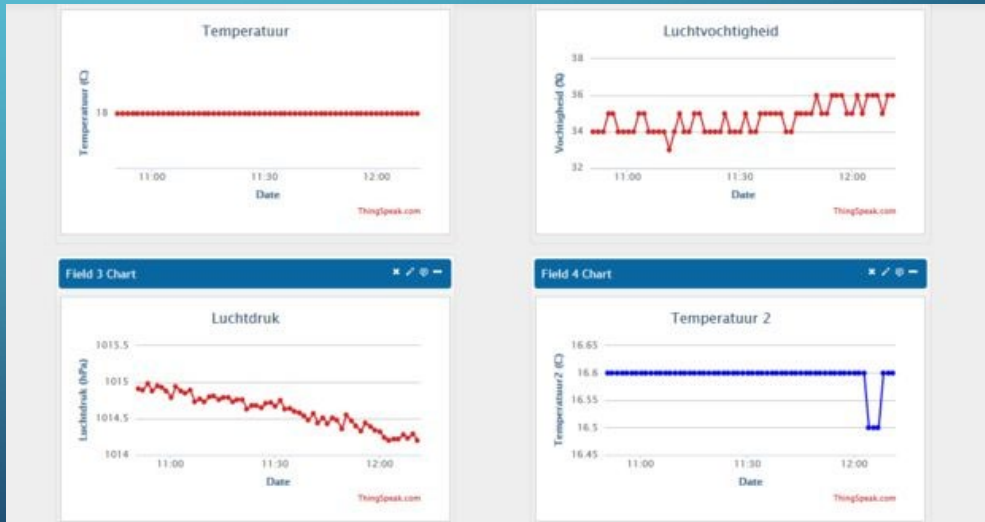 Temperatuur
Temperatuur (C)
18
11:00 11:30 12:00
Date
ThingSpeak.com
Luchtvochtigheid
Vochtigheid (%)
38
36
34
32
11:00 11:30 12:00
Date
ThingSpeak.com
Field 3 Chart
Luchtdruk
Luchtdruk (hPa)
1015.5
1015
1014.5
1014
11:00 11:30 12:00
Date
ThingSpeak.com
Field 4 Chart
Temperatuur 2
Temperatuur2 (C)
16.65
16.6
16.55
16.5
16.45
11:00 11:30 12:00
Date
ThingSpeak.com